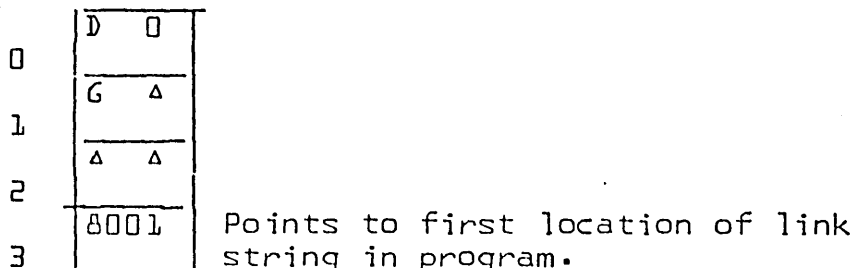 D O
0
G Δ
1
Δ Δ
2
8001 Points to first location of link
3 string in program.